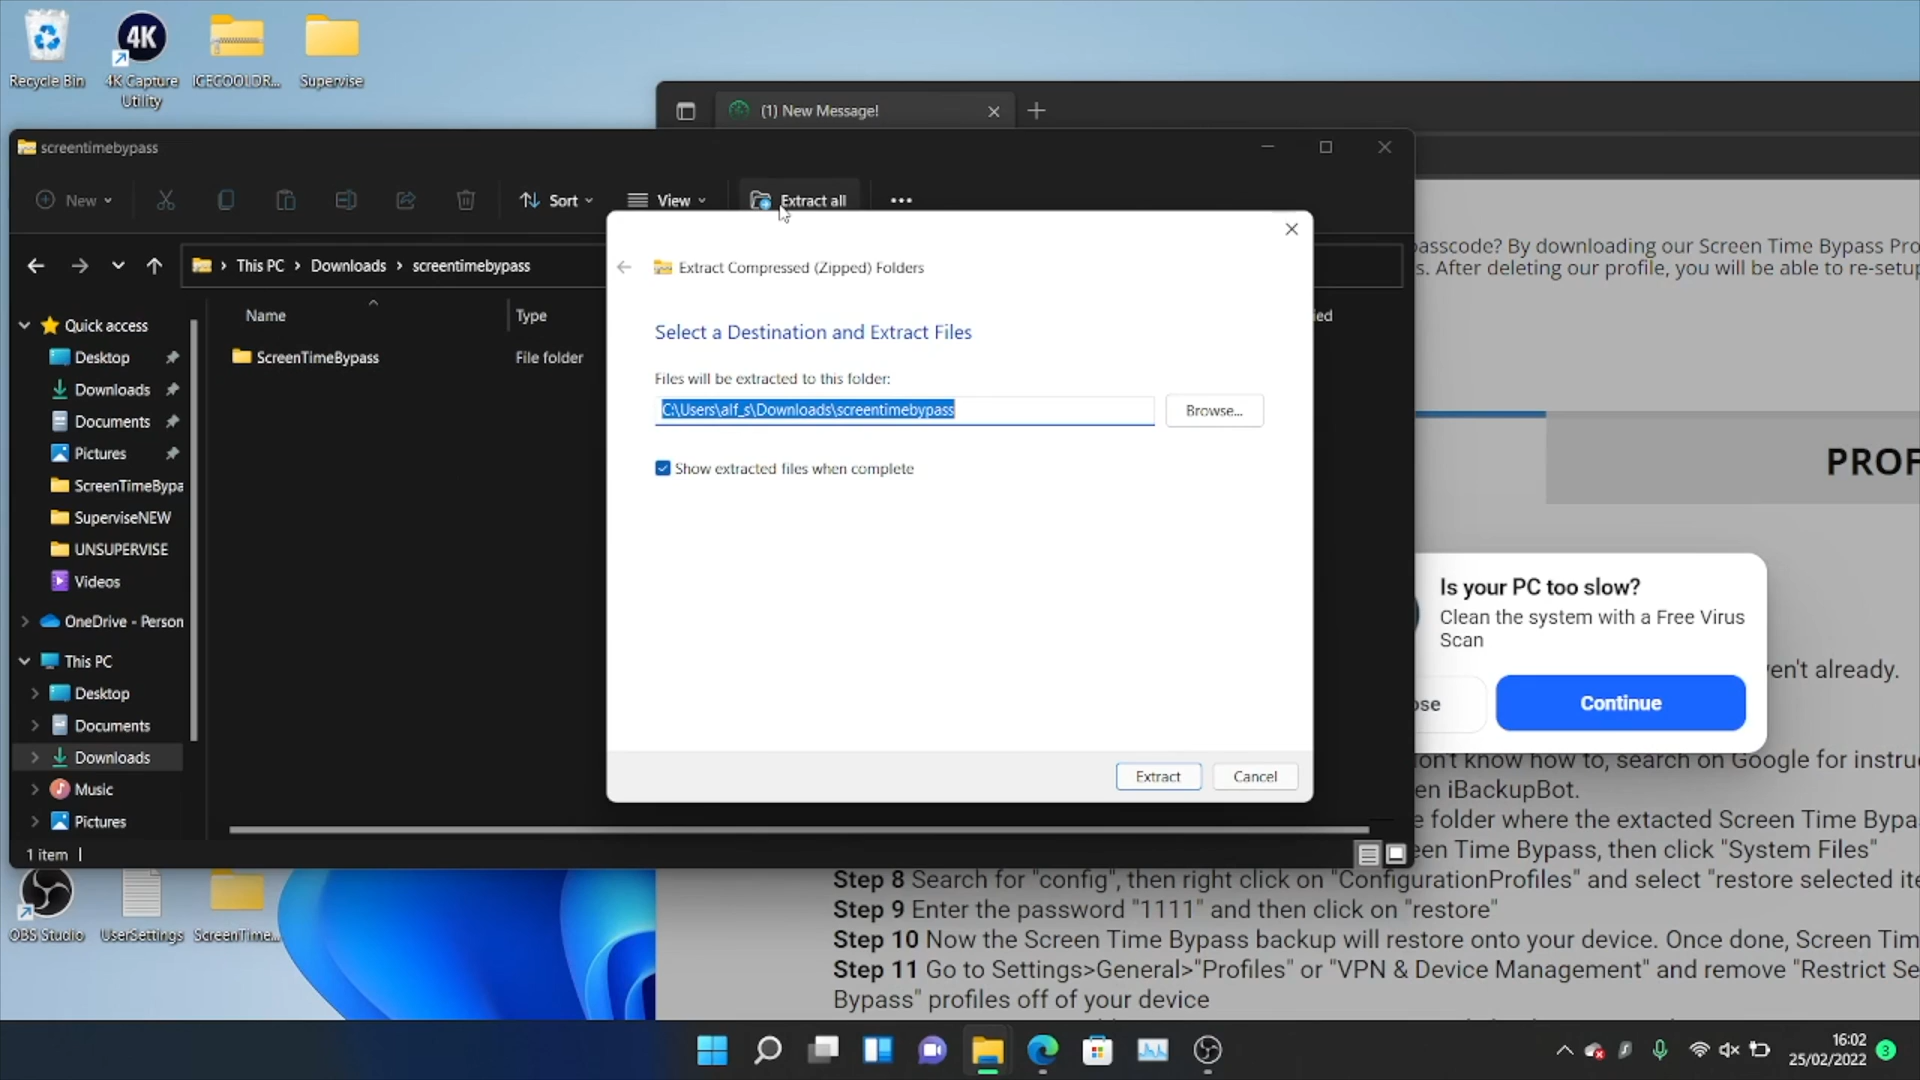 Recycle Bin
4K
4K Capture Utility
ICECOOLDR...
Supervise
(1) New Message!
screentimebypass
New
Sort
View
Extract all
This PC
Downloads
screentimebypass
Name
Type
ied
ScreenTimeBypass
File folder
Quick access
Desktop
Downloads
Documents
Pictures
ScreenTimeBypa
SuperviseNEW
UNSUPERVISE
Videos
OneDrive - Person
This PC
Desktop
Documents
Downloads
Music
Pictures
1 item
Extract Compressed (Zipped) Folders
Select a Destination and Extract Files
Files will be extracted to this folder:
C:\Users\alf_s\Downloads\screentimebypass
Browse...
Show extracted files when complete
Extract
Cancel
asscode? By downloading our Screen Time Bypass Pro
s. After deleting our profile, you will be able to re-setup
PROF
Is your PC too slow?
Clean the system with a Free Virus
Scan
ose
Continue
en't already.
on't know how to, search on Google for instruc
en iBackupBot.
e folder where the extacted Screen Time Bypa
een Time Bypass, then click "System Files"
Step 8 Search for "config", then right click on "ConfigurationProfiles" and select "restore selected ite
Step 9 Enter the password "1111" and then click on "restore"
Step 10 Now the Screen Time Bypass backup will restore onto your device. Once done, Screen Tim
Step 11 Go to Settings>General>"Profiles" or "VPN & Device Management" and remove "Restrict Se
Bypass" profiles off of your device
OBS Studio
UserSettings
ScreenTime...
16:02
25/02/2022
3